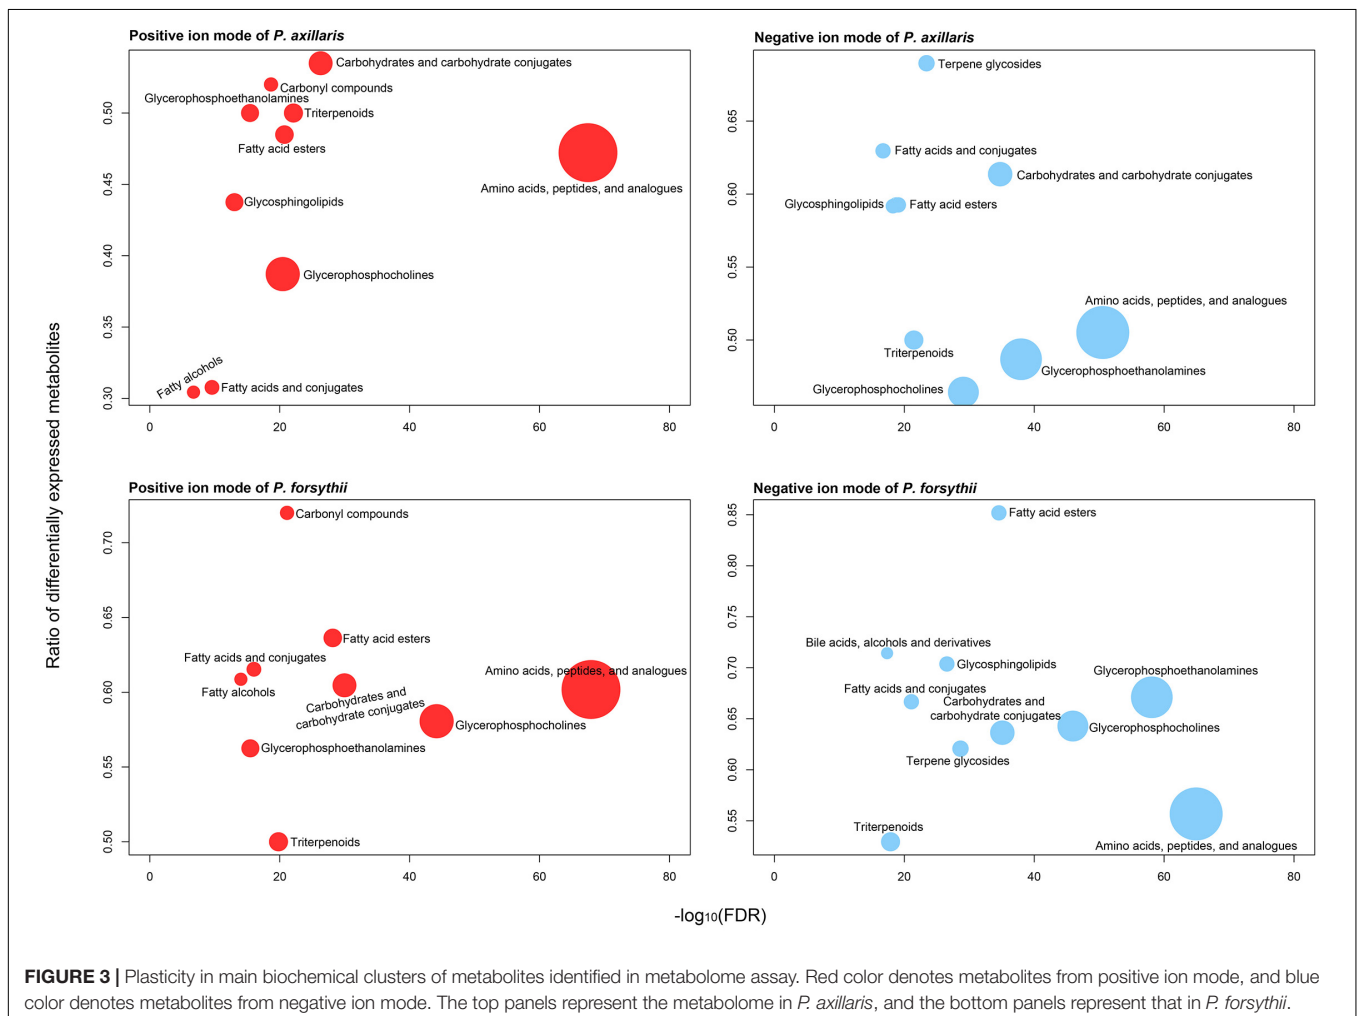 Positive ion mode of P. axillaris
Carbohydrates and carbohydrate conjugates
Carbonyl compounds
Glycerophosphoethanolamines
Triterpenoids
Fatty acid esters
Amino acids, peptides, and analogues
Glycosphingolipids
Glycerophosphocholines
Fatty alcohols
Fatty acids and conjugates
0.50
0.45
0.40
0.35
0.30
0 20 40 60 80
Negative ion mode of P. axillaris
Terpene glycosides
Fatty acids and conjugates
Carbohydrates and carbohydrate conjugates
Glycosphingolipids
Fatty acid esters
Amino acids, peptides, and analogues
Triterpenoids
Glycerophosphoethanolamines
Glycerophosphocholines
0.65
0.60
0.55
0.50
0 20 40 60 80
Ratio of differentially expressed metabolites
Positive ion mode of P. forsythii
Carbonyl compounds
Fatty acid esters
Fatty acids and conjugates
Fatty alcohols
Amino acids, peptides, and analogues
Carbohydrates and
carbohydrate conjugates
Glycerophosphocholines
Glycerophosphoethanolamines
Triterpenoids
0.70
0.65
0.60
0.55
0.50
0 20 40 60 80
Negative ion mode of P. forsythii
Fatty acid esters
Bile acids, alcohols and derivatives
Glycosphingolipids
Glycerophosphoethanolamines
Fatty acids and conjugates
Carbohydrates and
carbohydrate conjugates
Glycerophosphocholines
Terpene glycosides
Triterpenoids
Amino acids, peptides, and analogues
0.85
0.80
0.75
0.70
0.65
0.60
0.55
0 20 40 60 80
-log10(FDR)
FIGURE 3 | Plasticity in main biochemical clusters of metabolites identified in metabolome assay. Red color denotes metabolites from positive ion mode, and blue
color denotes metabolites from negative ion mode. The top panels represent the metabolome in P. axillaris, and the bottom panels represent that in P. forsythii.